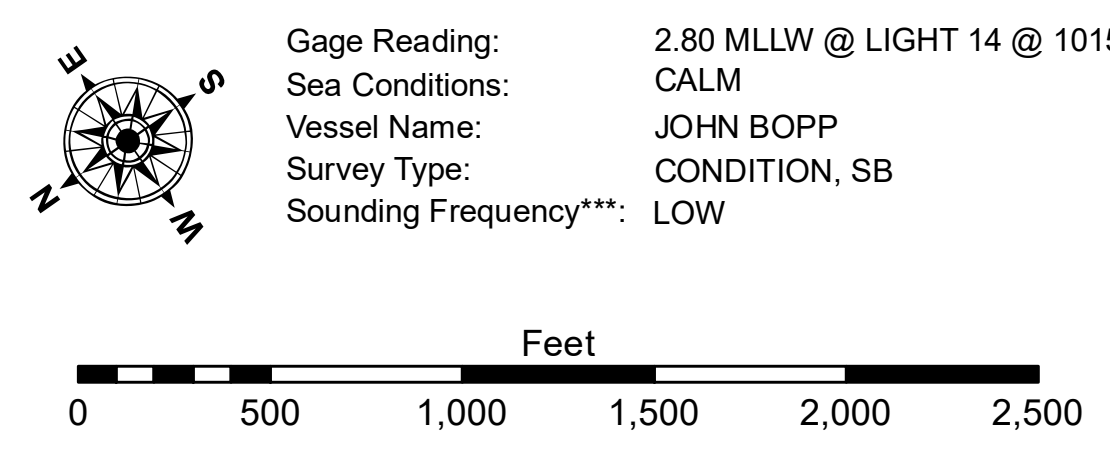 E
S
N
W
Gage Reading: 2.80 MLLW @ LIGHT 14 @ 1015
Sea Conditions: CALM
Vessel Name: JOHN BOPP
Survey Type: CONDITION, SB
Sounding Frequency***: LOW
Feet
0 500 1,000 1,500 2,000 2,500